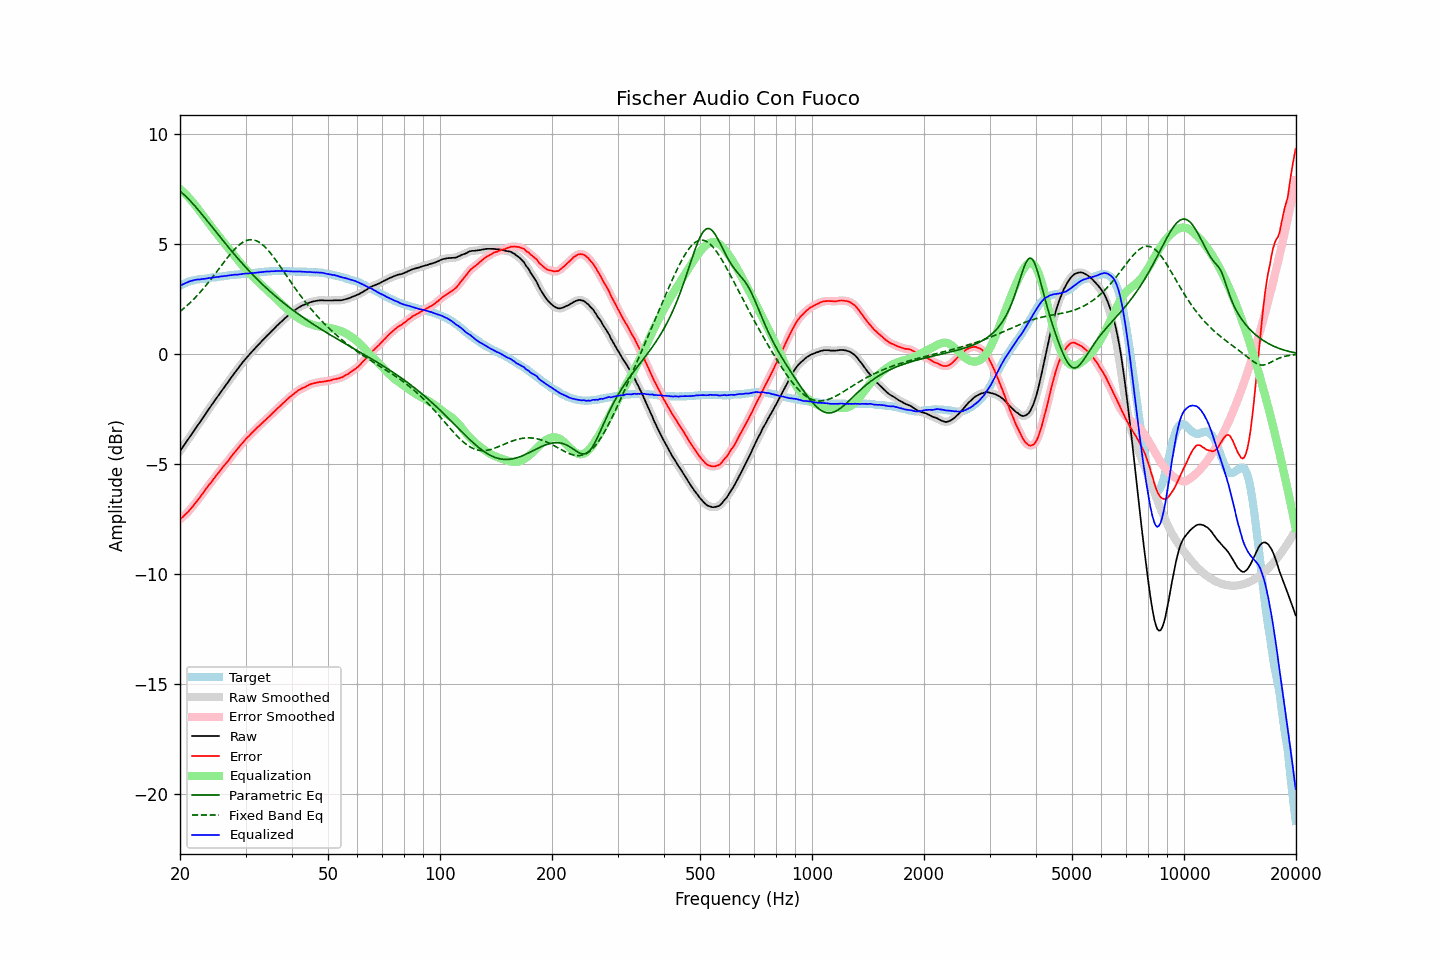 Fischer Audio Con Fuoco
10
5
0
−5
−10
−15
−20
Amplitude (dBr)
Target
Raw Smoothed
Error Smoothed
Raw
Error
Equalization
Parametric Eq
Fixed Band Eq
Equalized
20 50 100 200 500 1000 2000 5000 10000 20000
Frequency (Hz)